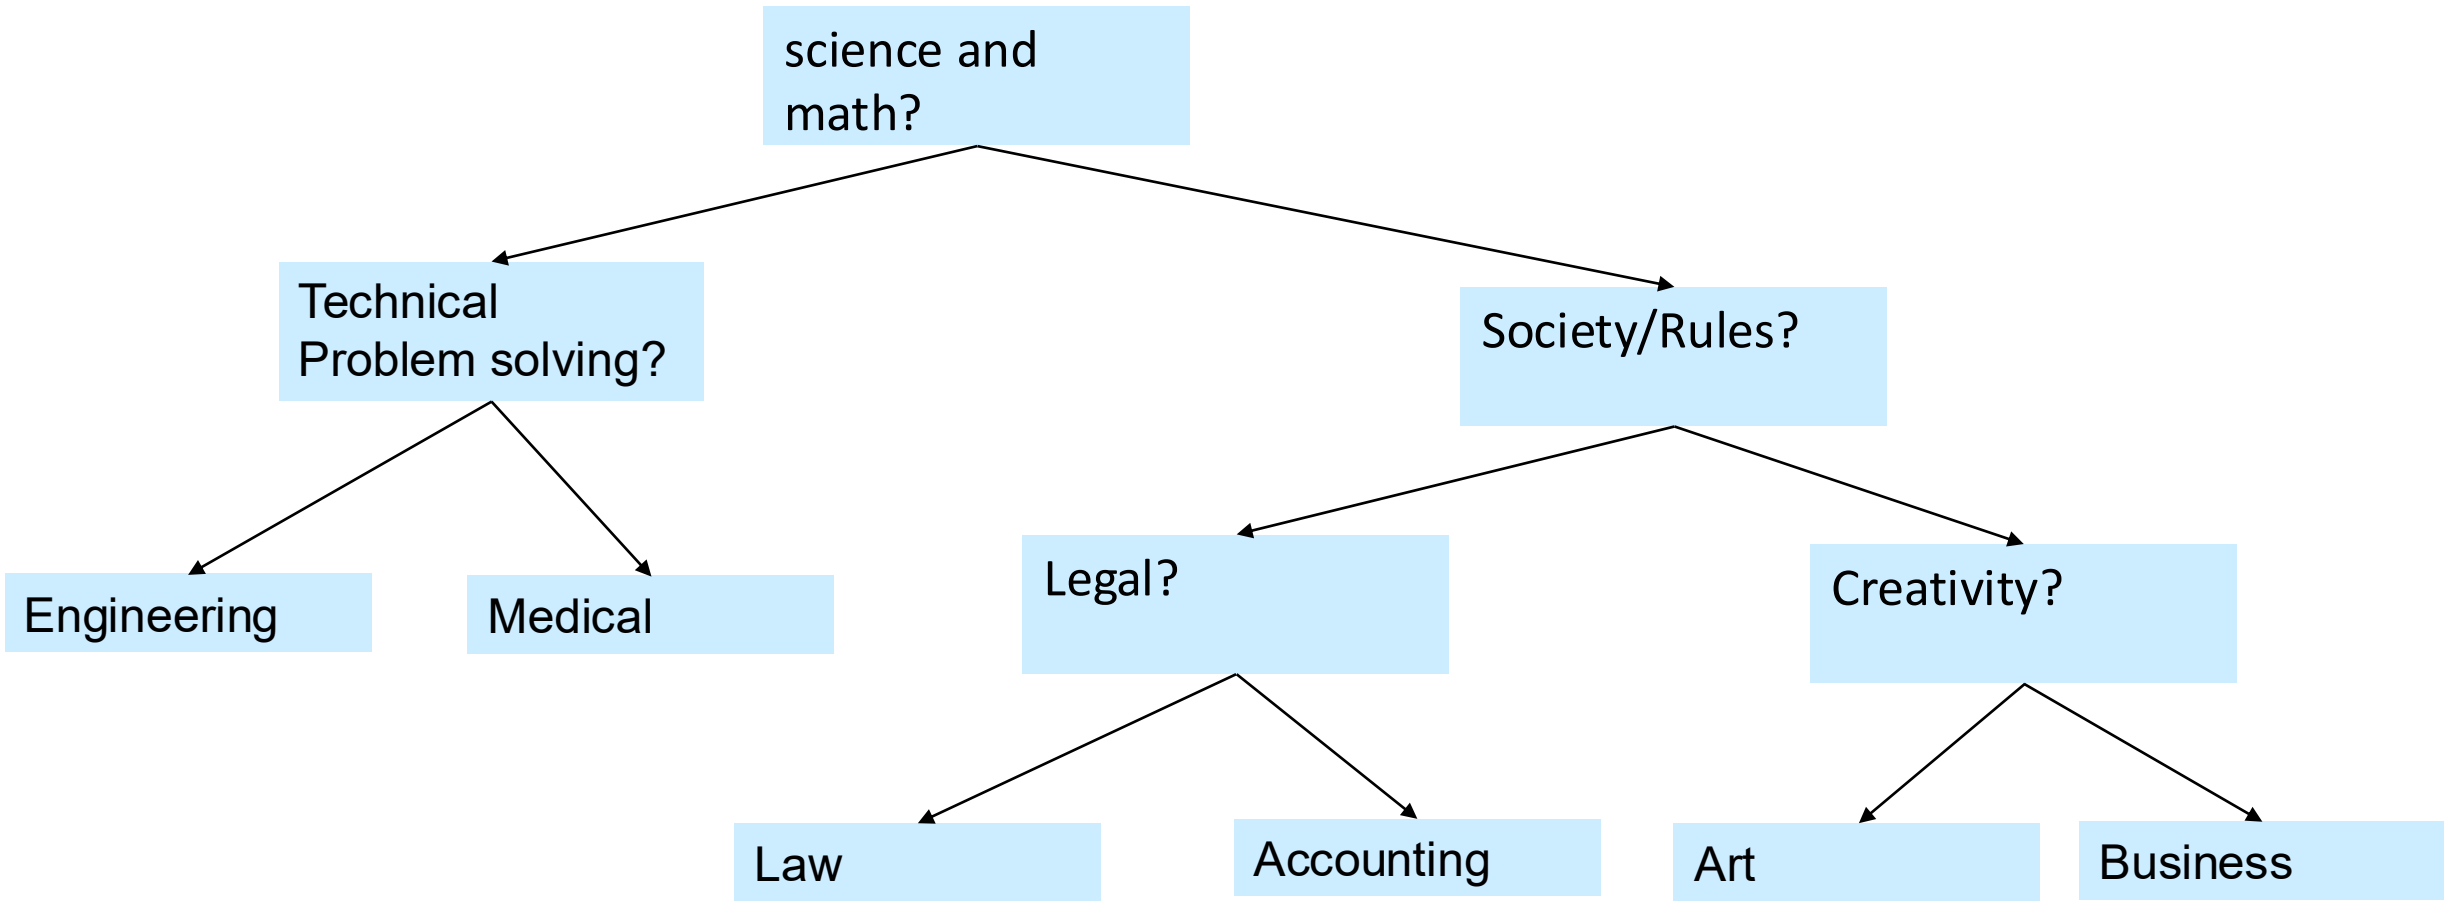 science and
math?
Technical
Problem solving?
Society/Rules?
Engineering
Medical
Legal?
Creativity?
Law
Accounting
Art
Business